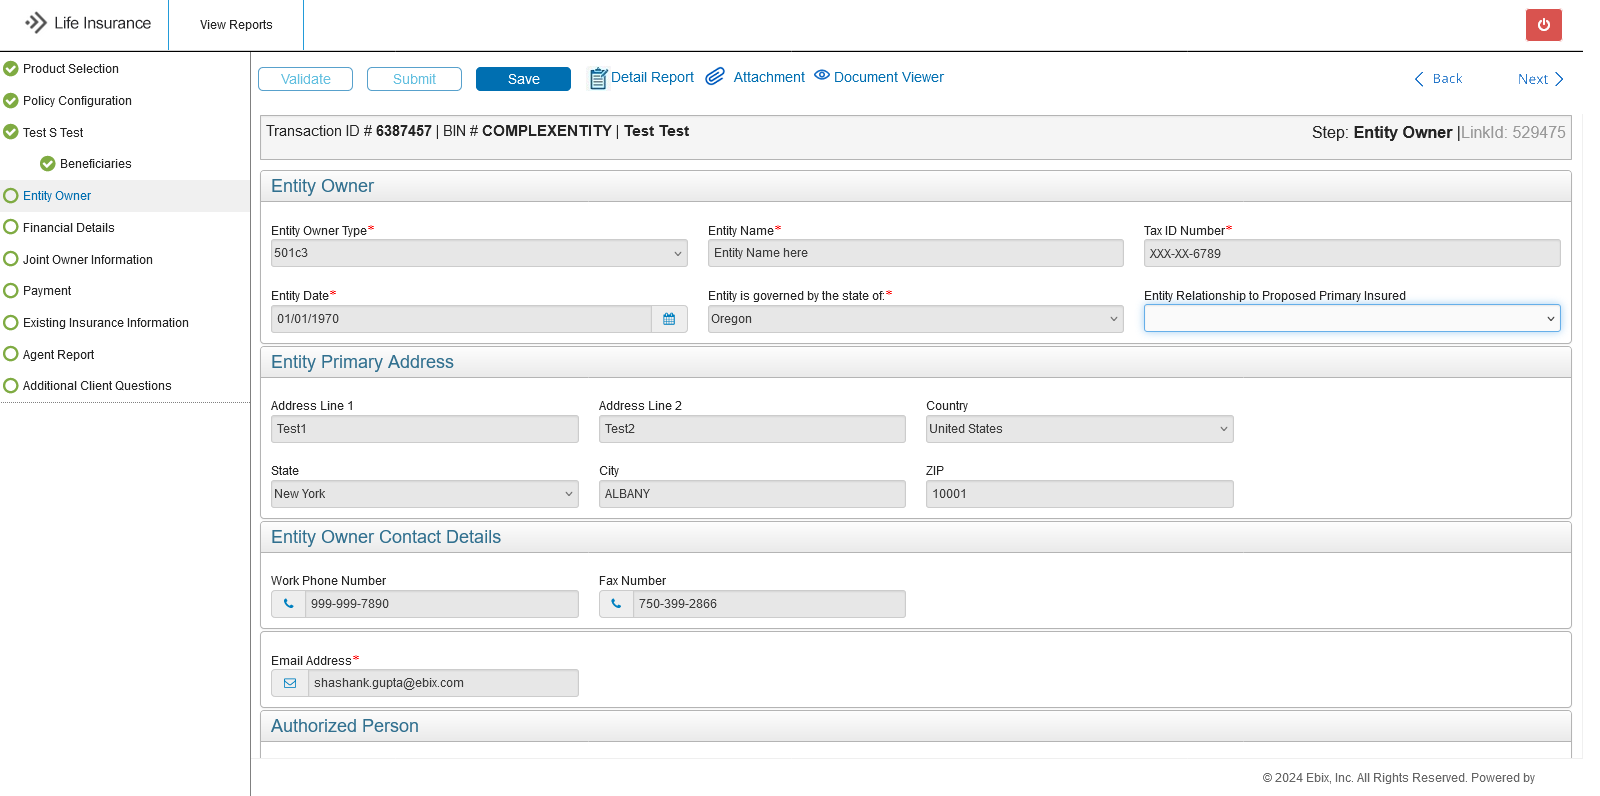 Life Insurance
View Reports
Product Selection
Policy Configuration
Test S Test
Beneficiaries
Entity Owner
Financial Details
Joint Owner Information
Payment
Existing Insurance Information
Agent Report
Additional Client Questions
Validate
Submit
Save
Detail Report
Attachment
Document Viewer
Back
Next
Transaction ID # 6387457 | BIN # COMPLEXENTITY | Test Test
Step: Entity Owner |LinkId: 529475
Entity Owner
Entity Owner Type*
Entity Name*
Tax ID Number*
501c3
Entity Name here
XXX-XX-6789
Entity Date*
Entity is governed by the state of:*
Entity Relationship to Proposed Primary Insured
01/01/1970
Oregon
Entity Primary Address
Address Line 1
Address Line 2
Country
Test1
Test2
United States
State
City
ZIP
New York
ALBANY
10001
Entity Owner Contact Details
Work Phone Number
Fax Number
999-999-7890
750-399-2866
Email Address*
shashank.gupta@ebix.com
Authorized Person
© 2024 Ebix, Inc. All Rights Reserved. Powered by